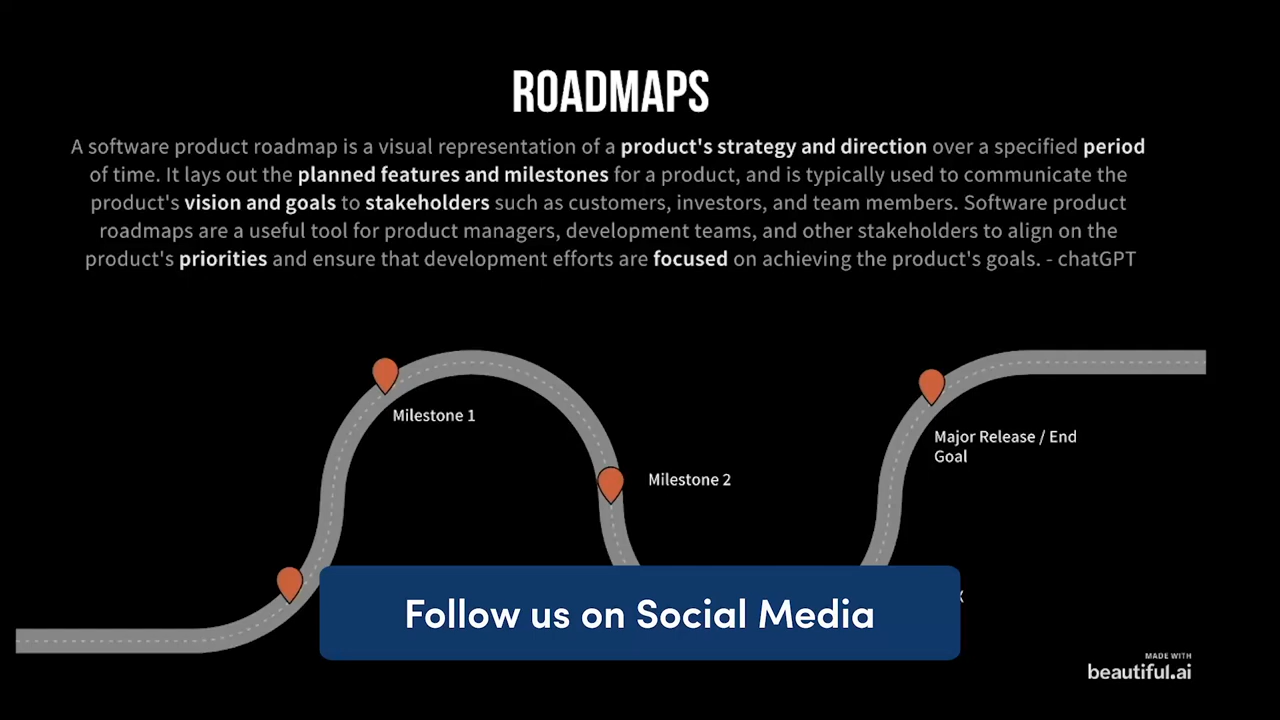 ROADMAPS
A software product roadmap is a visual representation of a product's strategy and direction over a specified period
of time. It lays out the planned features and milestones for a product, and is typically used to communicate the
product's vision and goals to stakeholders such as customers, investors, and team members. Software product
roadmaps are a useful tool for product managers, development teams, and other stakeholders to align on the
product's priorities and ensure that development efforts are focused on achieving the product's goals. - chatGPT
Milestone 1
Major Release / End
Goal
Milestone 2
Follow us on Social Media
MADE WITH
beautiful.ai